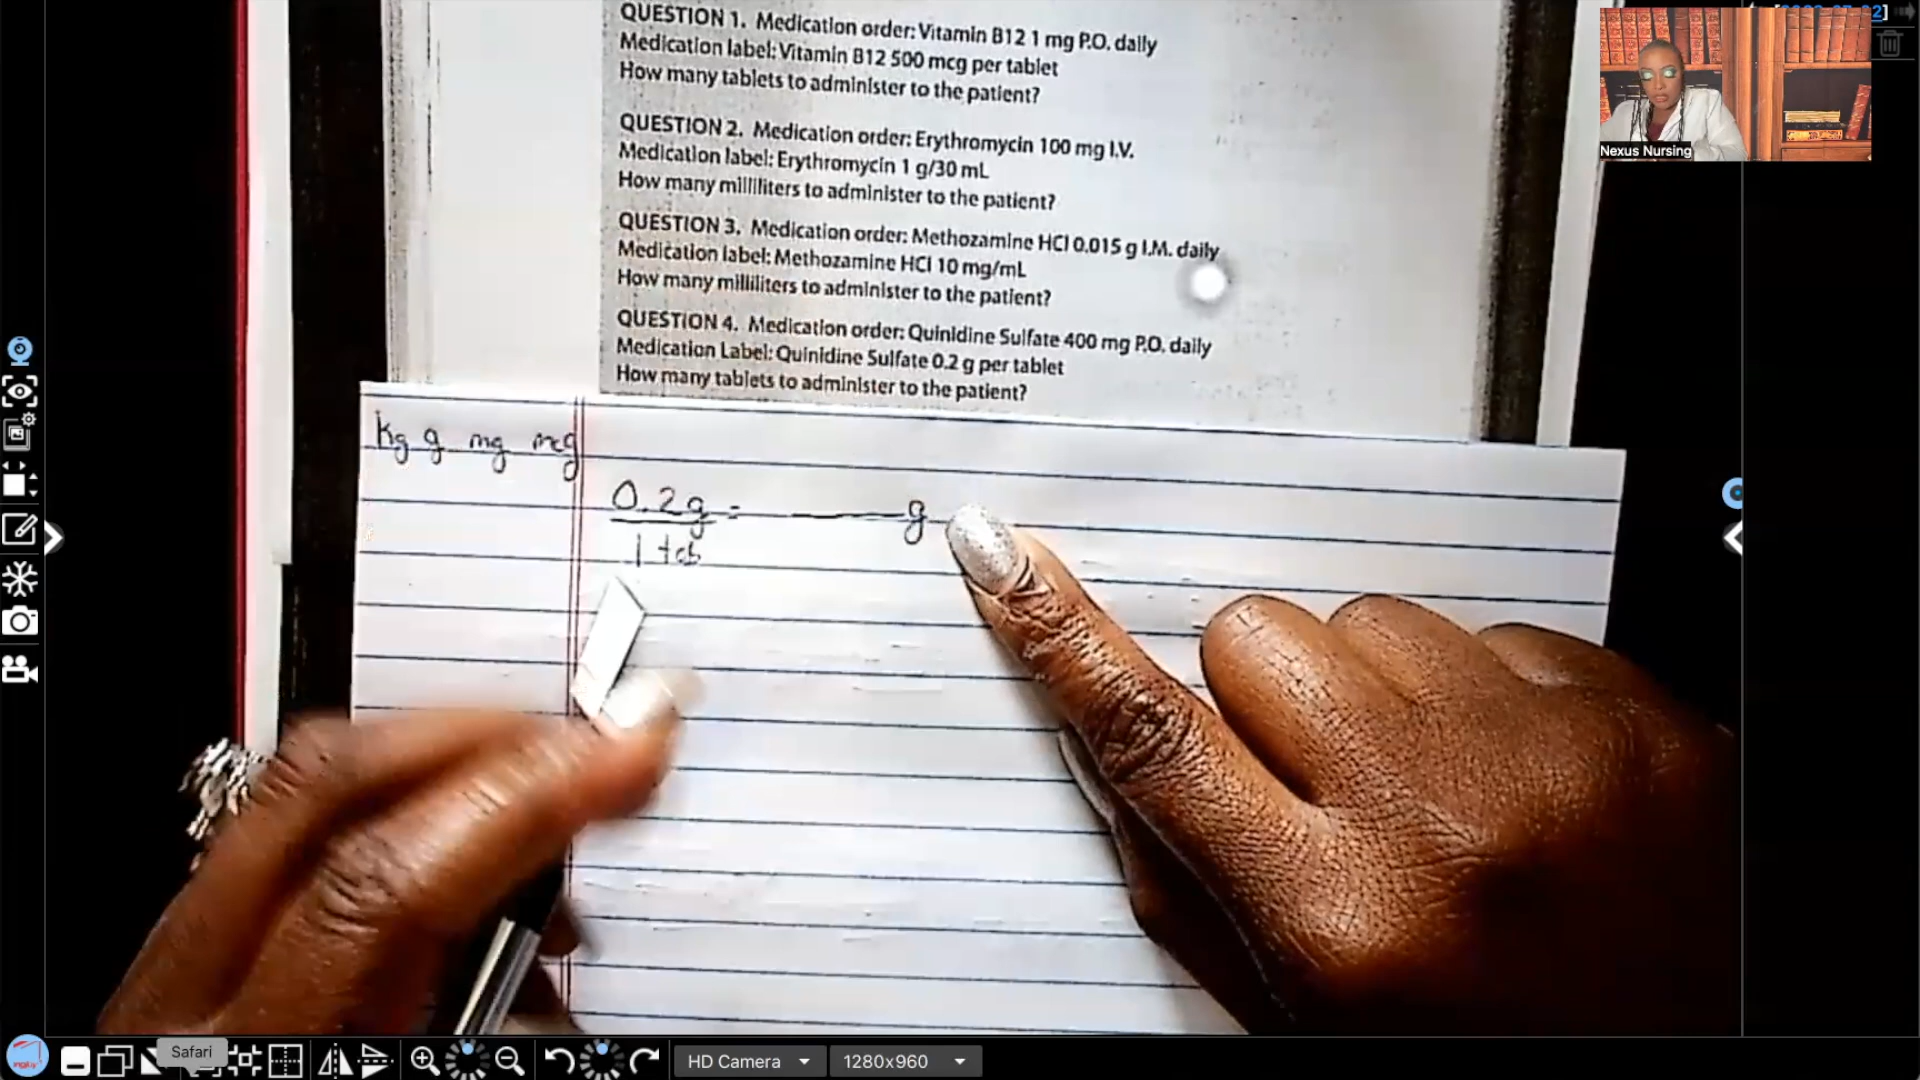 QUESTION 1. Medication order: Vitamin B12 1 mg P.O. daily
Medication label: Vitamin B12 500 mcg per tablet
How many tablets to administer to the patient?
QUESTION 2. Medication order: Erythromycin 100 mg I.V.
Medication label: Erythromycin 1 g/30 mL
How many milliliters to administer to the patient?
QUESTION 3. Medication order: Methozamine HCl 0.015 g I.M. daily
Medication label: Methozamine HCl 10 mg/mL
How many milliliters to administer to the patient?
QUESTION 4. Medication order: Quinidine Sulfate 400 mg P.O. daily
Medication Label: Quinidine Sulfate 0.2 g per tablet
How many tablets to administer to the patient?
Nexus Nursing
kg g mg mcg
0.2g = ______g
1 tab
Safari
HD Camera
1280x960